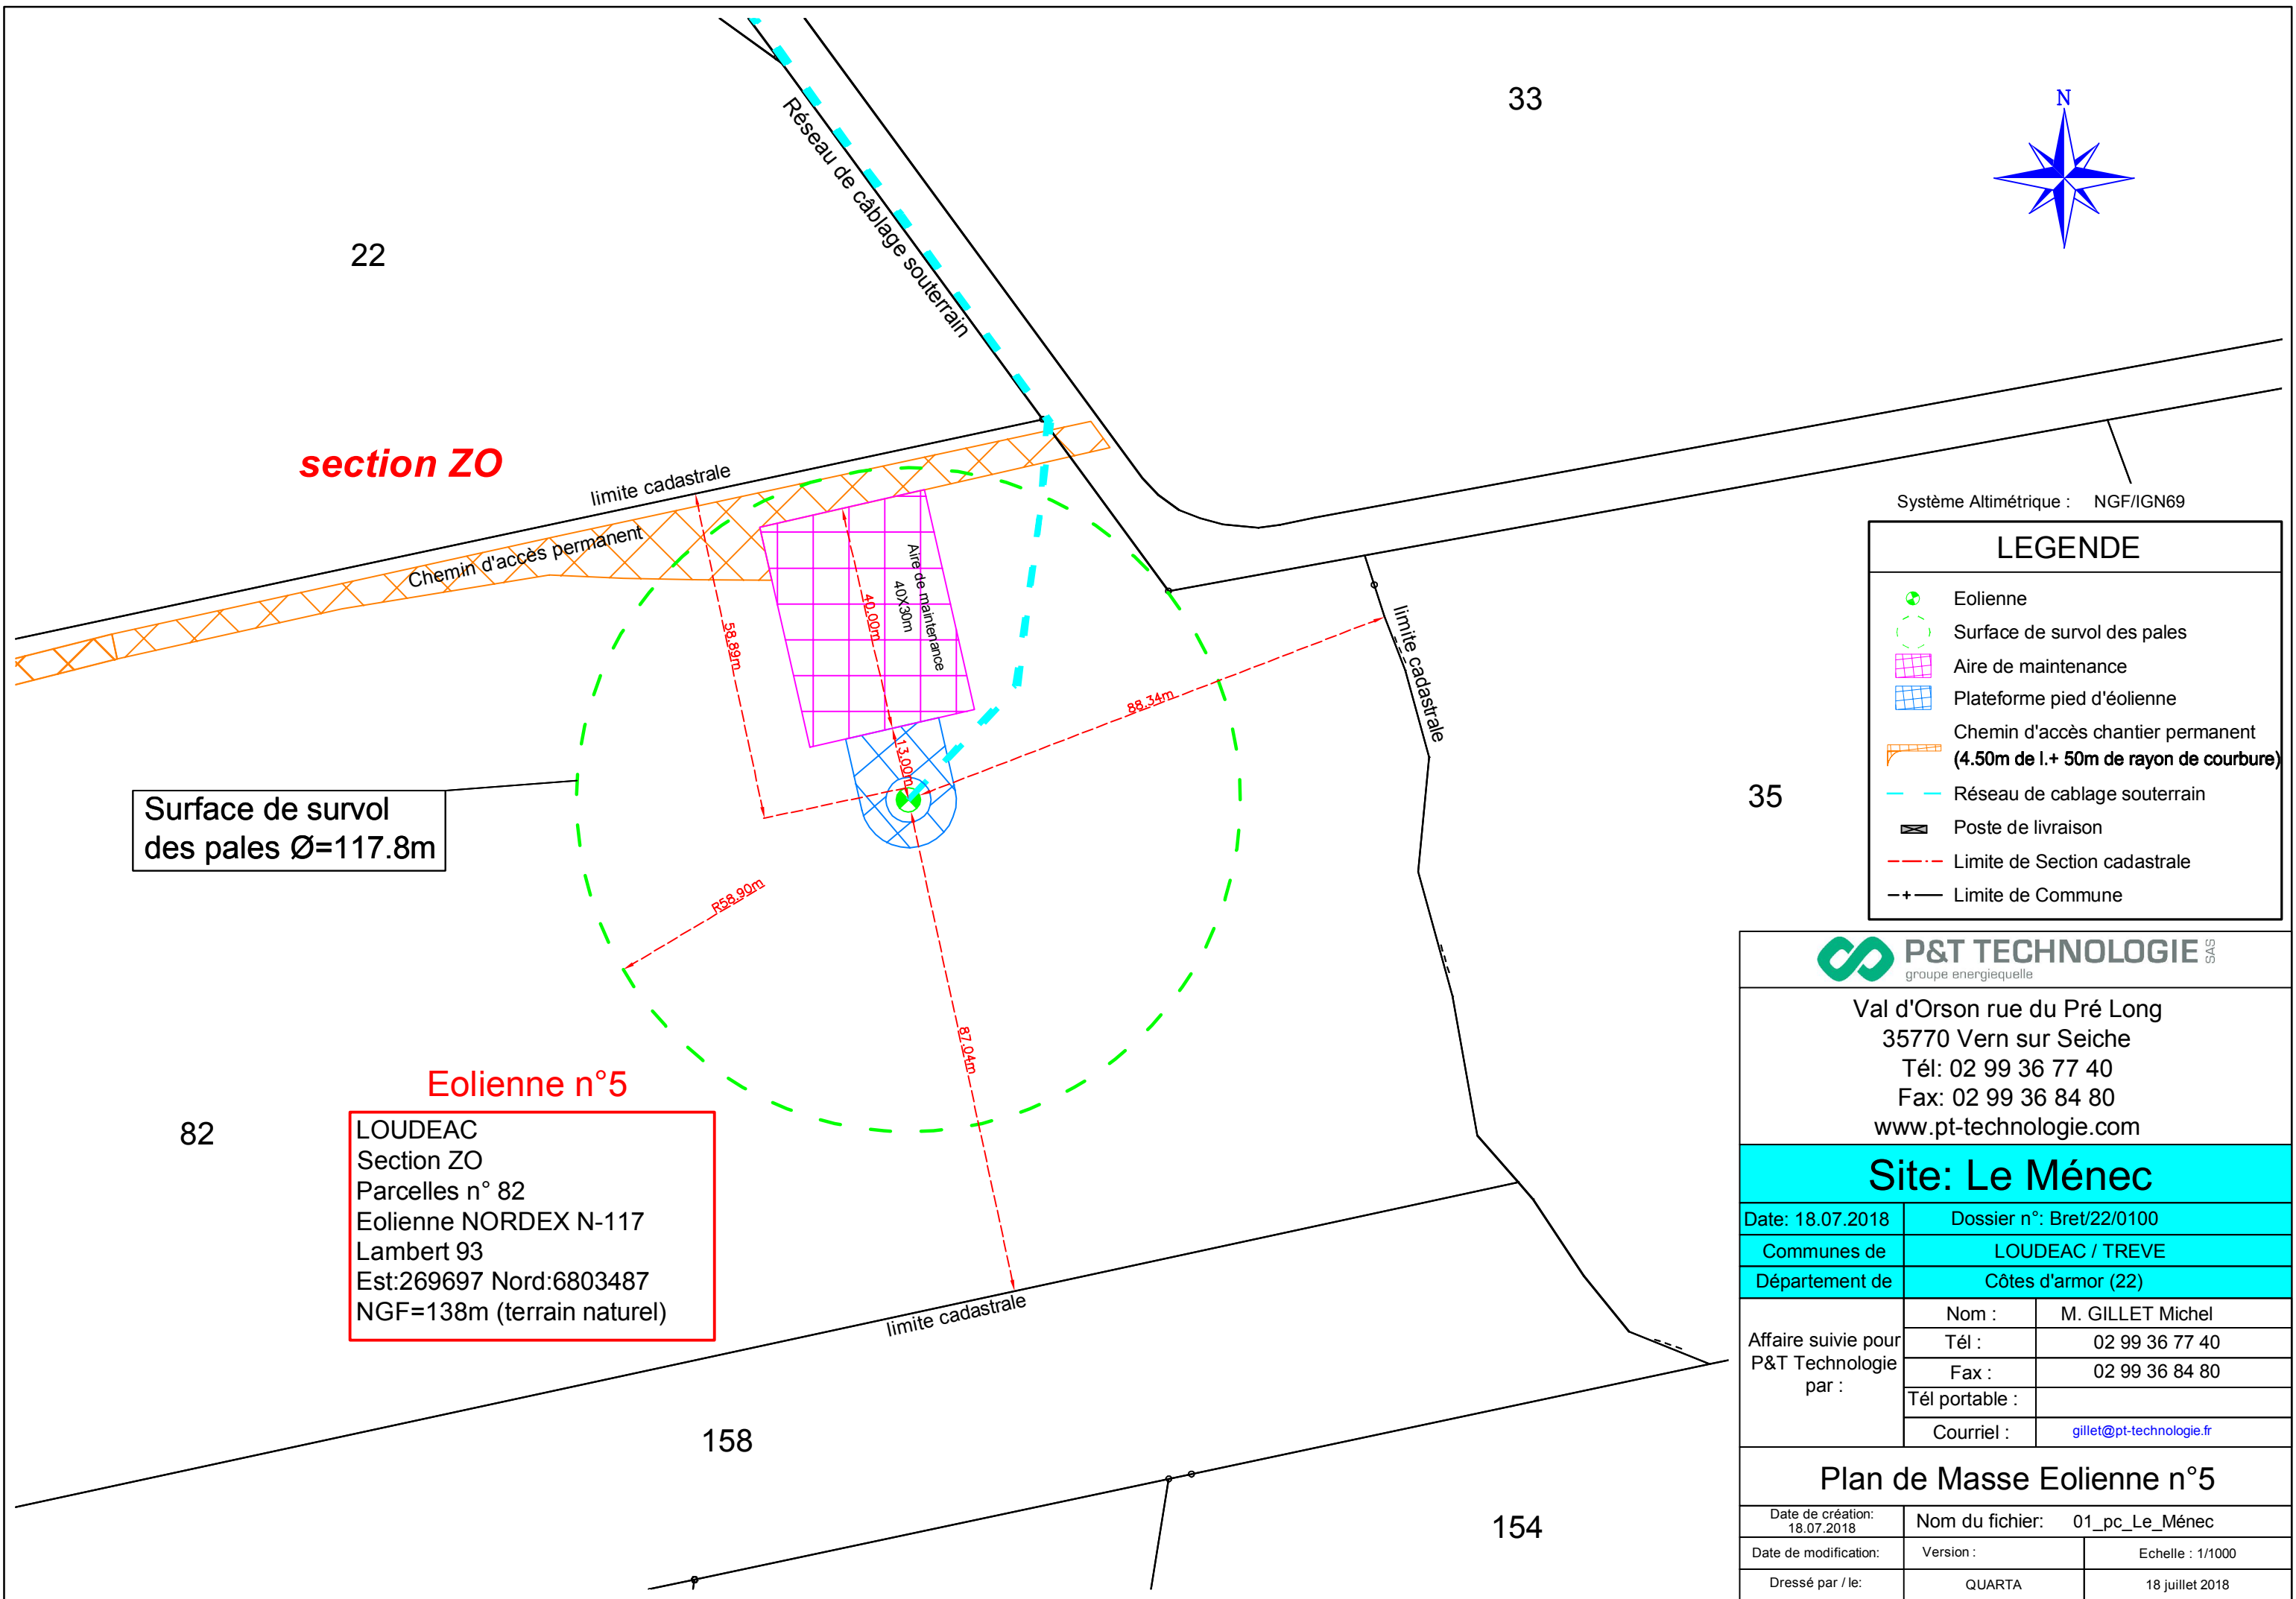 33
N
22
Réseau de câblage souterrain
section ZO
limite cadastrale
Chemin d'accès permanent
Aire de maintenance
40X30m
40.00m
58.89m
13.00m
88.34m
limite cadastrale
35
Surface de survol
des pales Ø=117.8m
R58.90m
87.04m
Eolienne n°5
82
LOUDEAC
Section ZO
Parcelles n° 82
Eolienne NORDEX N-117
Lambert 93
Est:269697 Nord:6803487
NGF=138m (terrain naturel)
limite cadastrale
158
154
Système Altimétrique : NGF/IGN69
LEGENDE
Eolienne
Surface de survol des pales
Aire de maintenance
Plateforme pied d'éolienne
Chemin d'accès chantier permanent
(4.50m de l.+ 50m de rayon de courbure)
Réseau de cablage souterrain
Poste de livraison
Limite de Section cadastrale
Limite de Commune
P&T TECHNOLOGIE SAS
groupe energiequelle
Val d'Orson rue du Pré Long
35770 Vern sur Seiche
Tél: 02 99 36 77 40
Fax: 02 99 36 84 80
www.pt-technologie.com
Site: Le Ménec
Date: 18.07.2018 Dossier n°: Bret/22/0100
Communes de LOUDEAC / TREVE
Département de Côtes d'armor (22)
Affaire suivie pour
P&T Technologie
par :
Nom : M. GILLET Michel
Tél : 02 99 36 77 40
Fax : 02 99 36 84 80
Tél portable :
Courriel : gillet@pt-technologie.fr
Plan de Masse Eolienne n°5
Date de création:
18.07.2018
Nom du fichier: 01_pc_Le_Ménec
Date de modification: Version : Echelle : 1/1000
Dressé par / le: QUARTA 18 juillet 2018